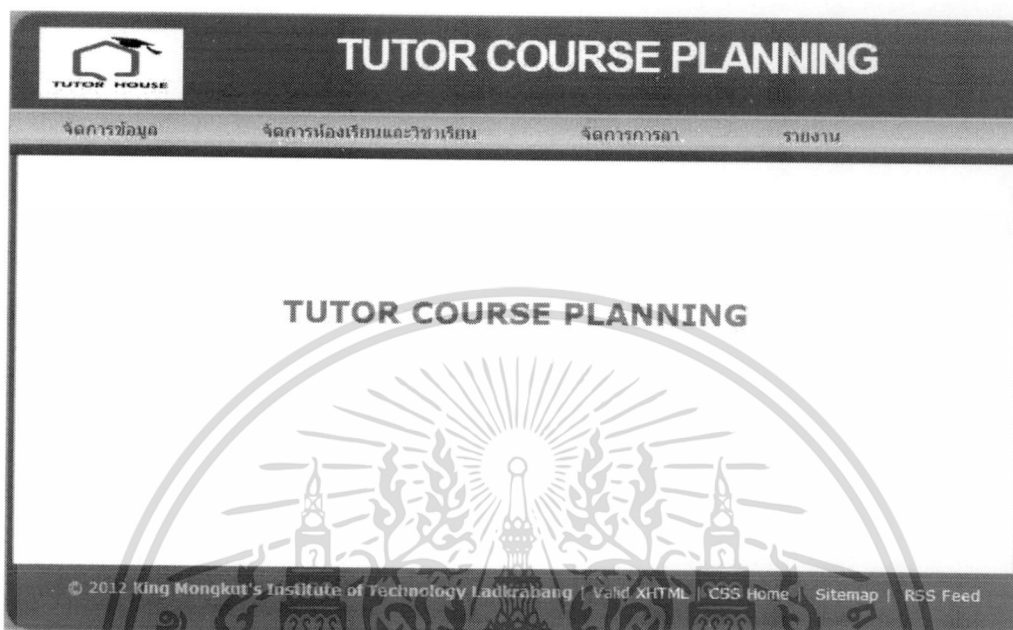 TUTOR HOUSE
TUTOR COURSE PLANNING
จัดการข้อมูล จัดการห้องเรียนและวิชาเรียน จัดการการลา รายงาน
TUTOR COURSE PLANNING
© 2012 King Mongkut's Institute of Technology Ladkrabang | Valid XHTML | CSS Home | Sitemap | RSS Feed